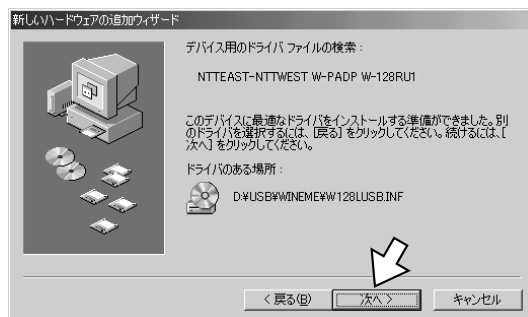 新しいハードウェアの追加ウィザード
デバイス用のドライバ ファイルの検索：
NTTEAST-NTTWEST W-PADP W-128RU1
このデバイスに最適なドライバをインストールする準備ができました。別
のドライバを選択するには、[戻る] をクリックしてください。続けるには、[
次へ] をクリックしてください。
ドライバのある場所：
D:¥USB¥WINEME¥W128LUSB.INF
< 戻る(B)
次へ >
キャンセル